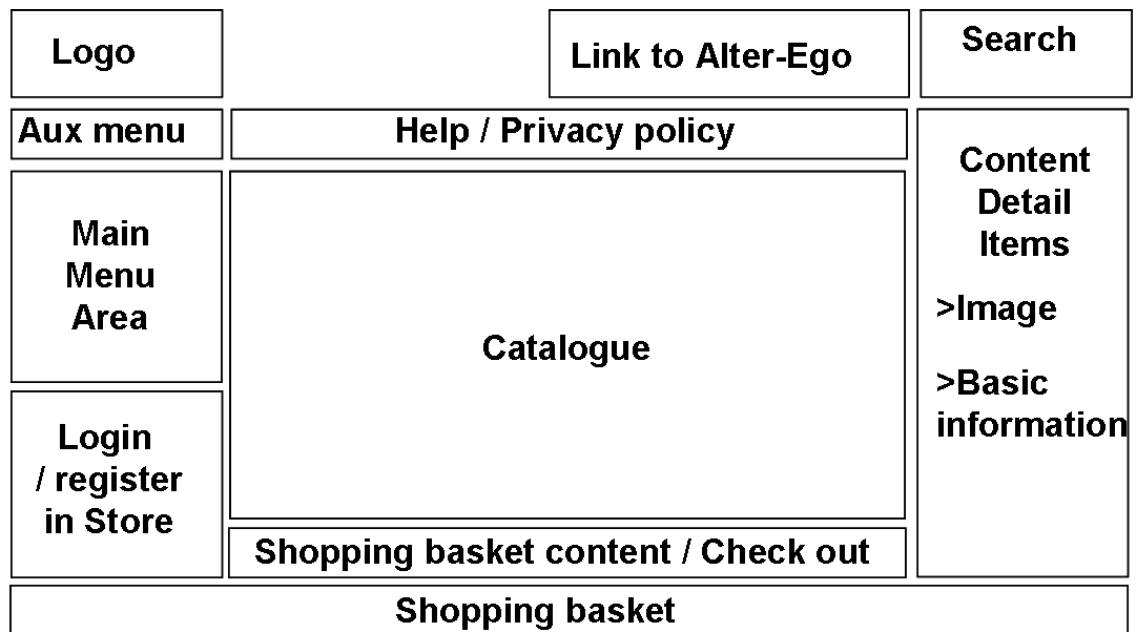 Logo
Link to Alter-Ego
Search
Aux menu
Help / Privacy policy
Main
Menu
Area
Login
/ register
in Store
Catalogue
Shopping basket content / Check out
Content
Detail
Items
>Image
>Basic
information
Shopping basket